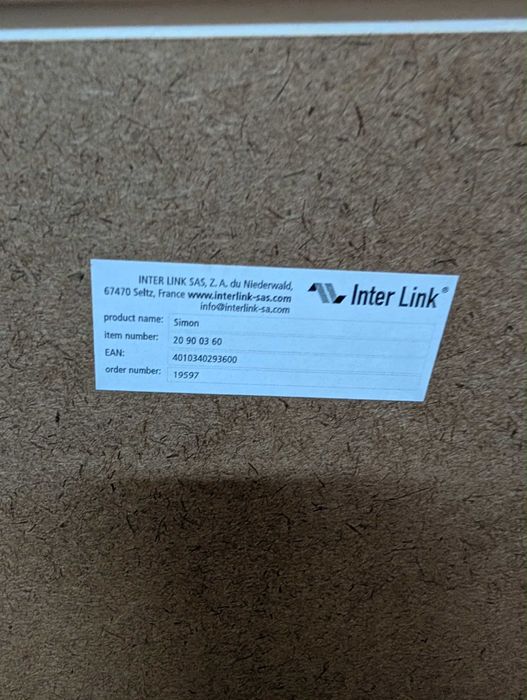 INTER LINK SAS, Z. A. du Niederwald,
67470 Seltz, France www.interlink-sas.com
info@interlink-sa.com
Inter Link®
product name: Simon
item number: 20 90 03 60
EAN: 4010340293600
order number: 19597